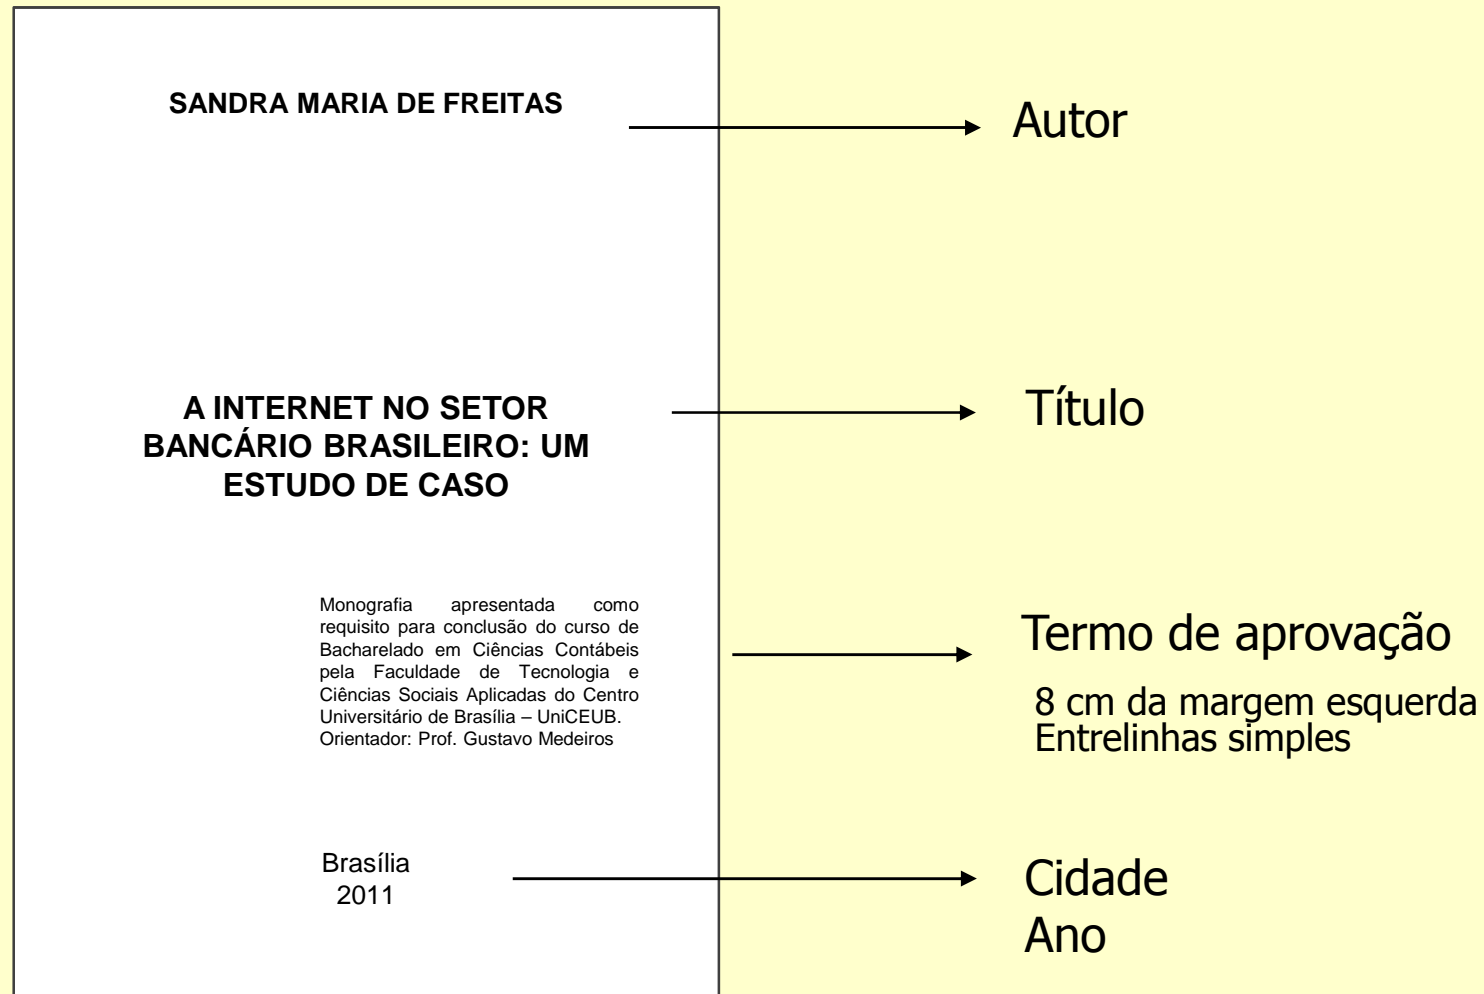 SANDRA MARIA DE FREITAS
Autor
A INTERNET NO SETOR
BANCÁRIO BRASILEIRO: UM
ESTUDO DE CASO
Título
Monografia apresentada como
requisito para conclusão do curso de
Bacharelado em Ciências Contábeis
pela Faculdade de Tecnologia e
Ciências Sociais Aplicadas do Centro
Universitário de Brasília – UniCEUB.
Orientador: Prof. Gustavo Medeiros
Termo de aprovação
8 cm da margem esquerda
Entrelinhas simples
Brasília
2011
Cidade
Ano